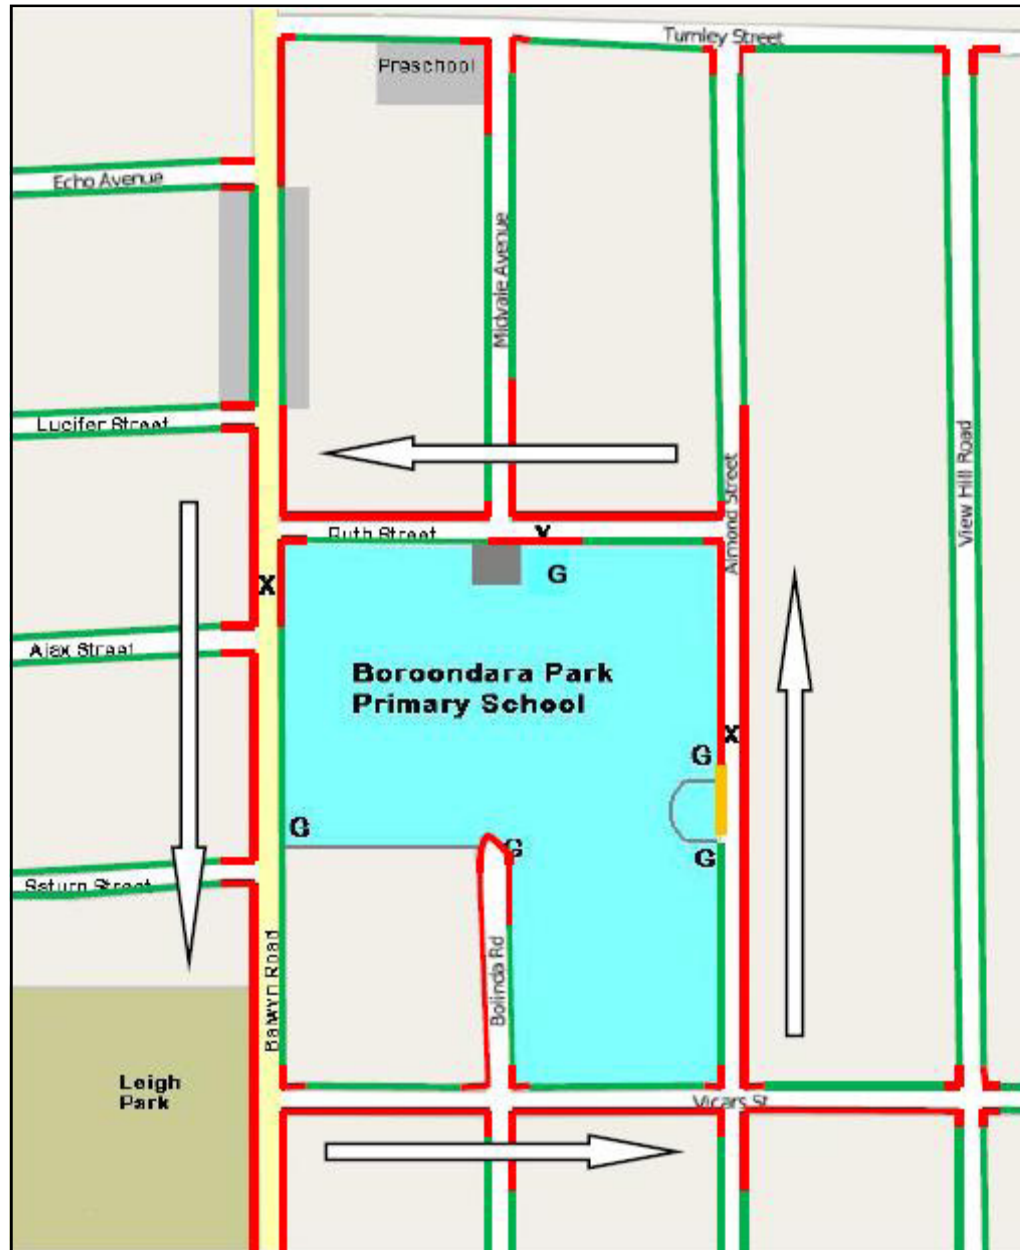 Turnley Street
Preschool
Echo Avenue
Midvale Avenue
Lucifer Street
Almond Street
View Hill Road
Ruth Street
X
G
X
Ajax Street
Boroondara Park
Primary School
X
G
G
G
G
Saturn Street
Balwyn Road
Bolinda Rd
Leigh
Park
Vicars St